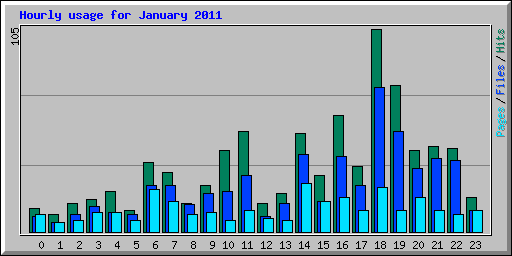 Hourly usage for January 2011
105
Pages / Files / Hits
0 1 2 3 4 5 6 7 8 9 10 11 12 13 14 15 16 17 18 19 20 21 22 23